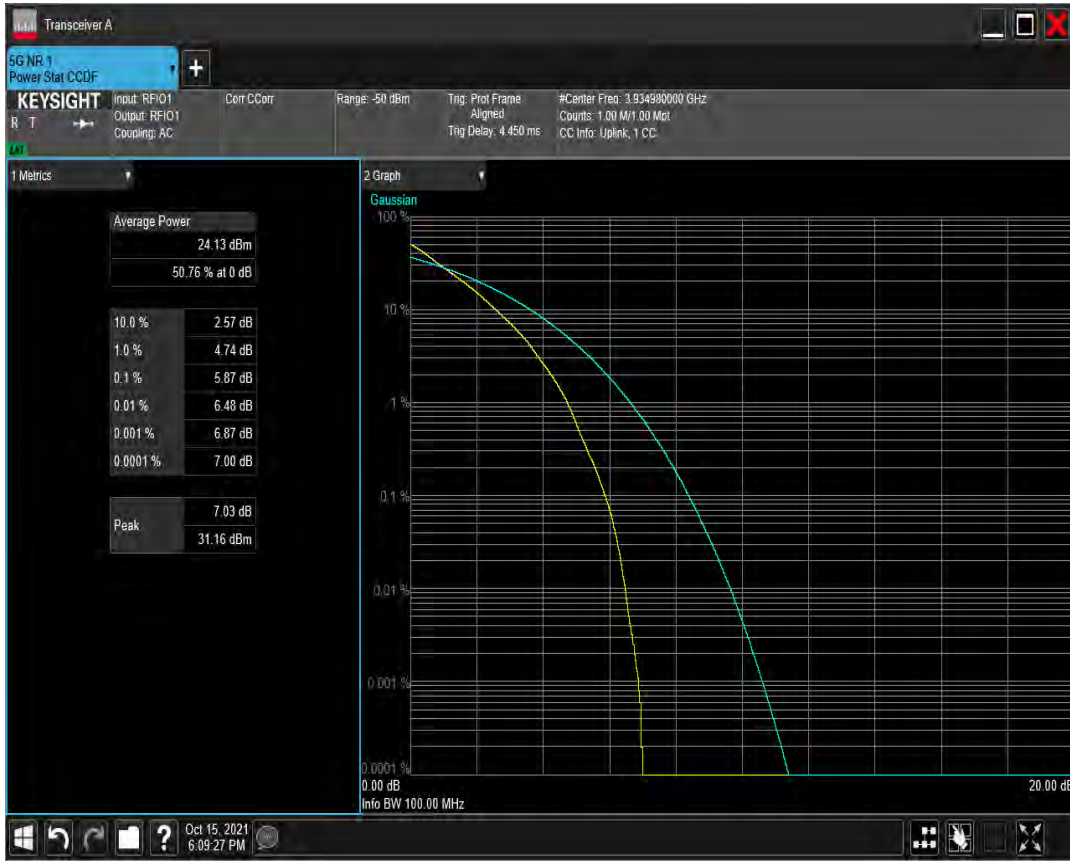 Transceiver A
5G NR 1
Power Stat CCDF
+
KEYSIGHT
R T
LXI
Input: RFIO1
Output: RFIO1
Coupling: AC
Corr CCorr
Range: -50 dBm
Trig: Prot Frame
Aligned
Trig Delay: 4.450 ms
#Center Freq: 3.934980000 GHz
Counts: 1.00 M/1.00 Mpt
CC Info: Uplink, 1 CC
1 Metrics
Average Power
24.13 dBm
50.76 % at 0 dB
10.0 % 2.57 dB
1.0 % 4.74 dB
0.1 % 5.87 dB
0.01 % 6.48 dB
0.001 % 6.87 dB
0.0001 % 7.00 dB
Peak 7.03 dB
31.16 dBm
2 Graph
Gaussian
100 %
10 %
1 %
0.1 %
0.01 %
0.001 %
0.0001 %
0.00 dB 20.00 dB
Info BW 100.00 MHz
?
Oct 15, 2021
6:09:27 PM